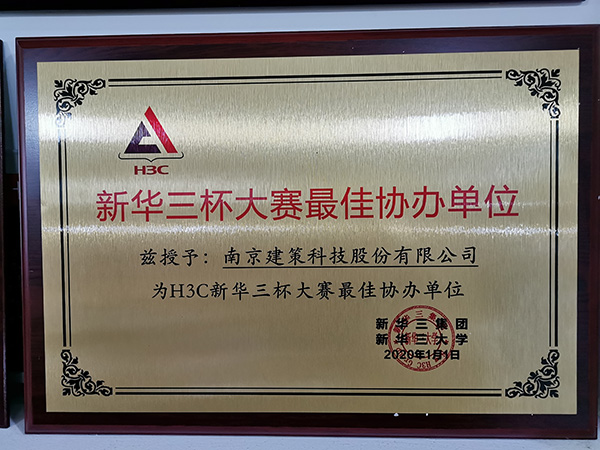 H3C
新华三杯大赛最佳协办单位
兹授予：南京建策科技股份有限公司
为H3C新华三杯大赛最佳协办单位
新华三集团
新华三大学
2020年1月1日